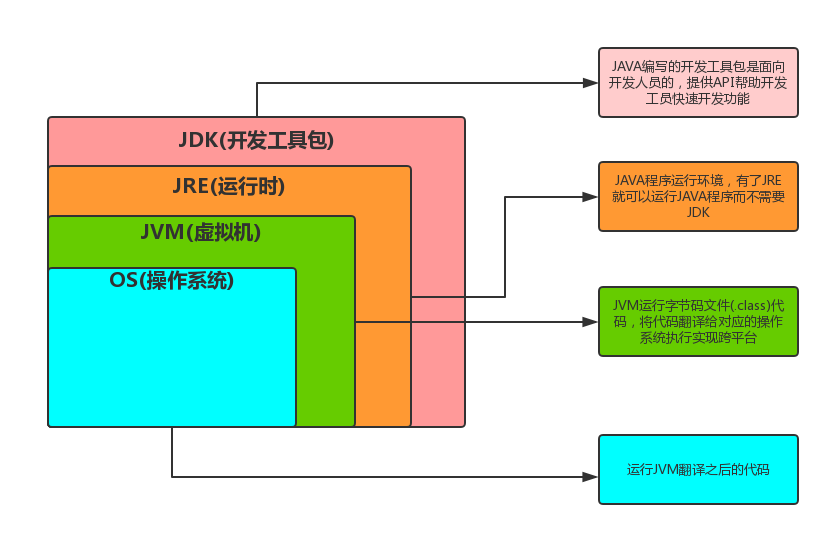 JAVA编写的开发工具包是面向
开发人员的，提供API帮助开发
工员快速开发功能
JDK(开发工具包)
JRE(运行时)
JAVA程序运行环境，有了JRE
就可以运行JAVA程序而不需要
JDK
JVM(虚拟机)
OS(操作系统)
JVM运行字节码文件(.class)代
码，将代码翻译给对应的操作
系统执行实现跨平台
运行JVM翻译之后的代码